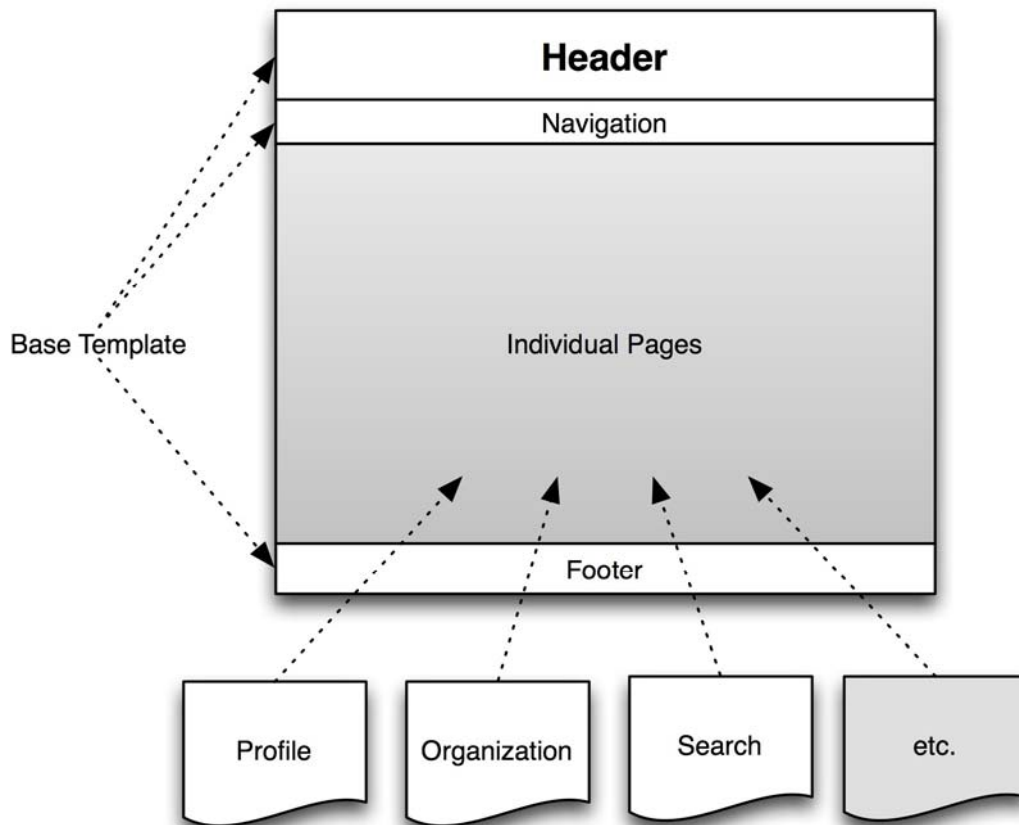 Header
Navigation
Base Template
Individual Pages
Footer
Profile
Organization
Search
etc.